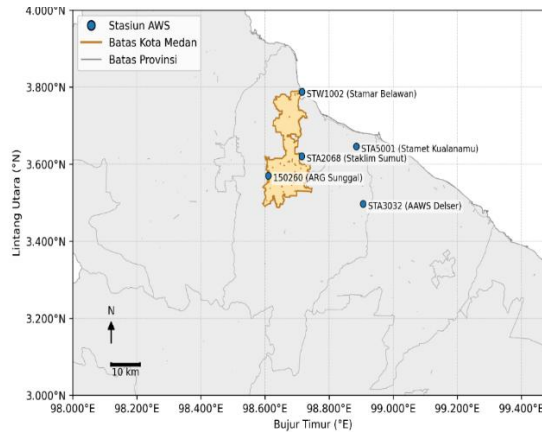 4.000°N
Stasiun AWS
Batas Kota Medan
Batas Provinsi
3.800°N
STW1002 (Stamar Belawan)
STA5001 (Stamet Kualanamu)
STA2068 (Staklim Sumut)
3.600°N
150260 (ARG Sunggal)
STA3032 (AAWS Delser)
3.400°N
3.200°N
3.000°N
N
10 km
98.000°E
98.200°E
98.400°E
98.600°E
98.800°E
99.000°E
99.200°E
99.400°E
Bujur Timur (°E)
Lintang Utara (°N)